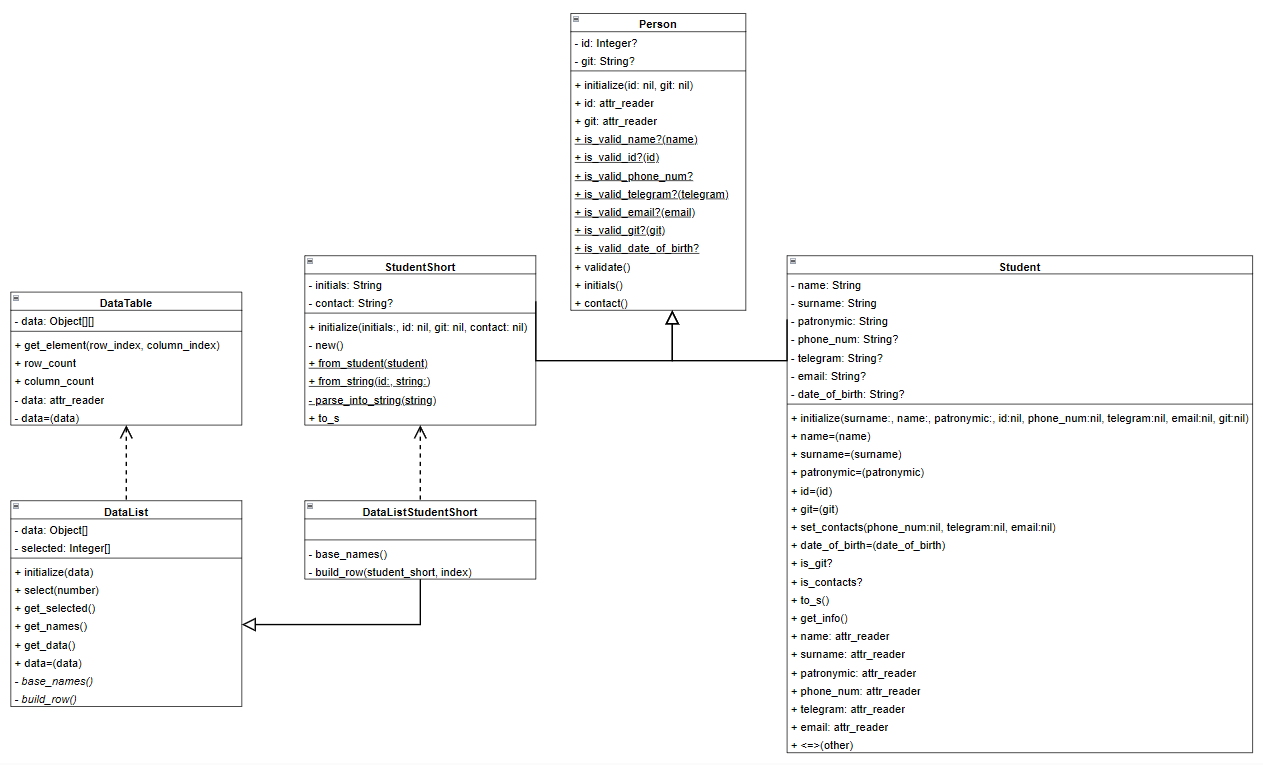 Person
- id: Integer?
- git: String?
+ initialize(id: nil, git: nil)
+ id: attr_reader
+ git: attr_reader
+ is_valid_name?(name)
+ is_valid_id?(id)
+ is_valid_phone_num?
+ is_valid_telegram?(telegram)
+ is_valid_email?(email)
+ is_valid_git?(git)
+ is_valid_date_of_birth?
+ validate()
+ initials()
+ contact()
StudentShort
- initials: String
- contact: String?
+ initialize(initials:, id: nil, git: nil, contact: nil)
- new()
+ from_student(student)
+ from_string(id:, string:)
- parse_into_string(string)
+ to_s
Student
- name: String
- surname: String
- patronymic: String
- phone_num: String?
- telegram: String?
- email: String?
- date_of_birth: String?
+ initialize(surname:, name:, patronymic:, id:nil, phone_num:nil, telegram:nil, email:nil, git:nil)
+ name=(name)
+ surname=(surname)
+ patronymic=(patronymic)
+ id=(id)
+ git=(git)
+ set_contacts(phone_num:nil, telegram:nil, email:nil)
+ date_of_birth=(date_of_birth)
+ is_git?
+ is_contacts?
+ to_s()
+ get_info()
+ name: attr_reader
+ surname: attr_reader
+ patronymic: attr_reader
+ phone_num: attr_reader
+ telegram: attr_reader
+ email: attr_reader
+ <=>(other)
DataTable
- data: Object[][]
+ get_element(row_index, column_index)
+ row_count
+ column_count
- data: attr_reader
- data=(data)
DataList
- data: Object[]
- selected: Integer[]
+ initialize(data)
+ select(number)
+ get_selected()
+ get_names()
+ get_data()
+ data=(data)
- base_names()
- build_row()
DataListStudentShort
- base_names()
- build_row(student_short, index)